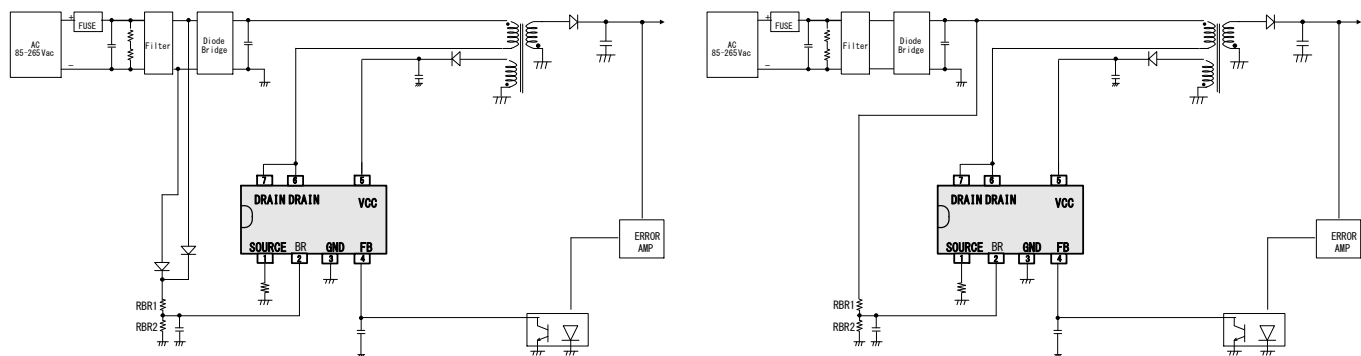 AC
85-265Vac
+
-
FUSE
Filter
Diode
Bridge
7
6
5
DRAIN
DRAIN
VCC
SOURCE
BR
GND
FB
1
2
3
4
RBR1
RBR2
ERROR
AMP
AC
85-265Vac
+
-
FUSE
Filter
Diode
Bridge
7
6
5
DRAIN
DRAIN
VCC
SOURCE
BR
GND
FB
1
2
3
4
RBR1
RBR2
ERROR
AMP